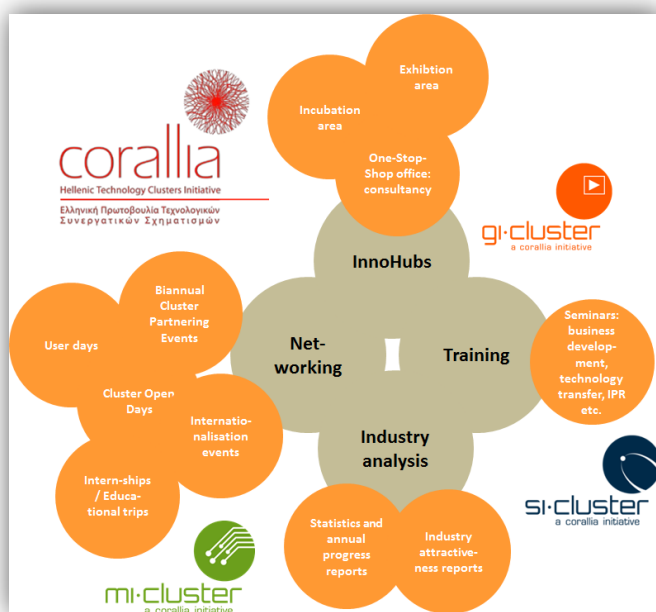 Exhibtion
area
Incubation
area
One-Stop-
Shop office:
consultancy
corallia
Hellenic Technology Clusters Initiative
Ελληνική Πρωτοβουλία Τεχνολογικών
Συνεργατικών Σχηματισμών
gi·cluster
a corallia initiative
InnoHubs
Biannual
Cluster
Partnering
Events
User days
Net-
working
Training
Seminars:
business
develop-
ment,
technology
transfer, IPR
etc.
Cluster Open
Days
Internatio-
nalisation
events
Industry
analysis
Intern-ships
/ Educa-
tional trips
si·cluster
a corallia initiative
Statistics and
annual
progress
reports
Industry
attractive-
ness reports
mi·cluster
a corallia initiative